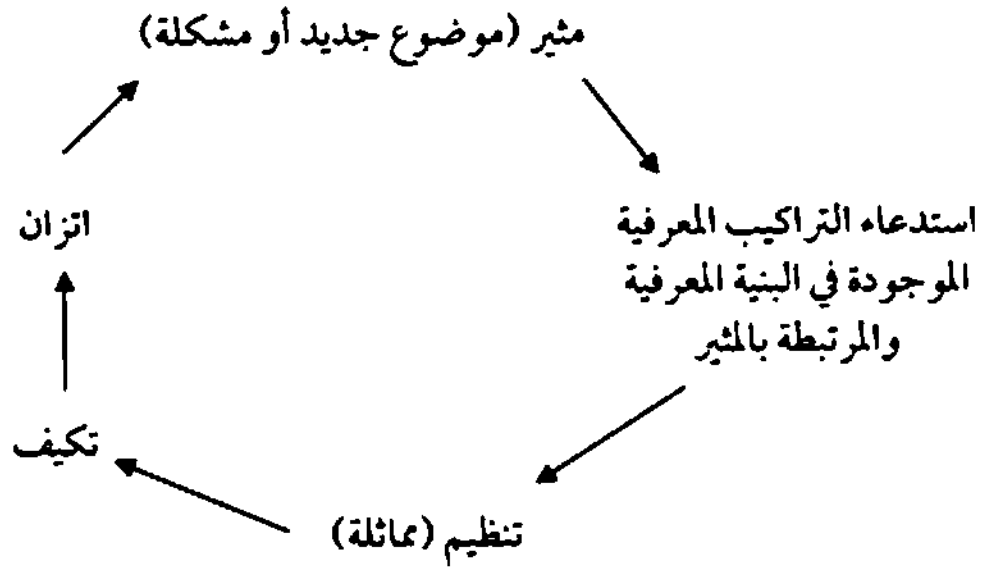 مثير (موضوع جديد أو مشكلة)
استدعاء التراكيب المعرفية
الموجودة في البنية المعرفية
والمرتبطة بالمثير
تنظيم (مماثلة)
تكيف
اتزان